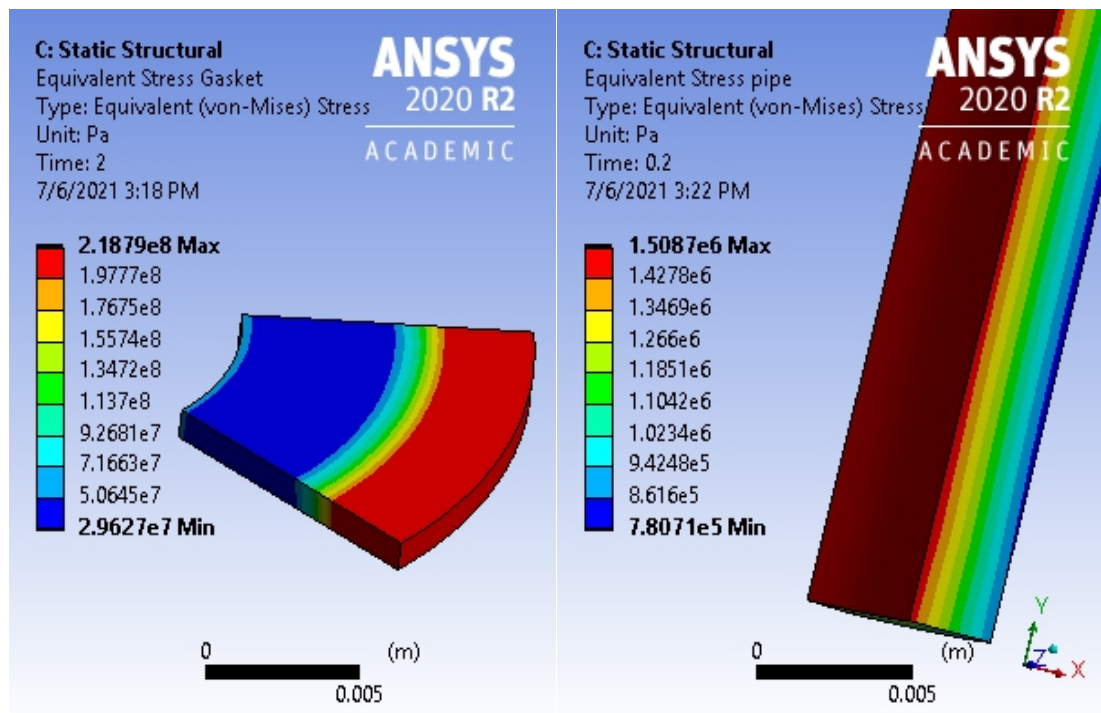 C: Static Structural
Equivalent Stress Gasket
Type: Equivalent (von-Mises) Stress
Unit: Pa
Time: 2
7/6/2021 3:18 PM
ANSYS
2020 R2
ACADEMIC
2.1879e8 Max
1.9777e8
1.7675e8
1.5574e8
1.3472e8
1.137e8
9.2681e7
7.1663e7
5.0645e7
2.9627e7 Min
0 (m)
0.005
C: Static Structural
Equivalent Stress pipe
Type: Equivalent (von-Mises) Stress
Unit: Pa
Time: 0.2
7/6/2021 3:22 PM
ANSYS
2020 R2
ACADEMIC
1.5087e6 Max
1.4278e6
1.3469e6
1.266e6
1.1851e6
1.1042e6
1.0234e6
9.4248e5
8.616e5
7.8071e5 Min
0 (m)
0.005
Y
Z
X